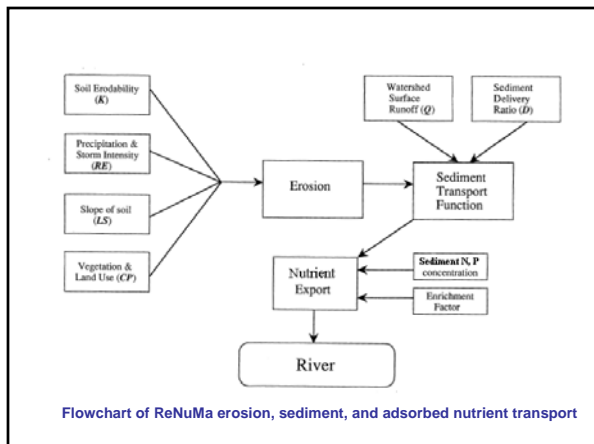 Soil Erodability
(K)
Precipitation &
Storm Intensity
(RE)
Slope of soil
(LS)
Vegetation &
Land Use (CP)
Erosion
Watershed
Surface
Runoff (Q)
Sediment
Delivery
Ratio (D)
Sediment
Transport
Function
Nutrient
Export
Sediment N, P
concentration
Enrichment
Factor
River
Flowchart of ReNuMa erosion, sediment, and adsorbed nutrient transport